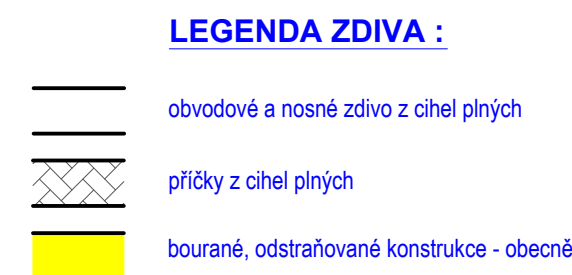 LEGENDA ZDIVA :
obvodové a nosné zdivo z cihel plných
příčky z cihel plných
bourané, odstraňované konstrukce - obecně